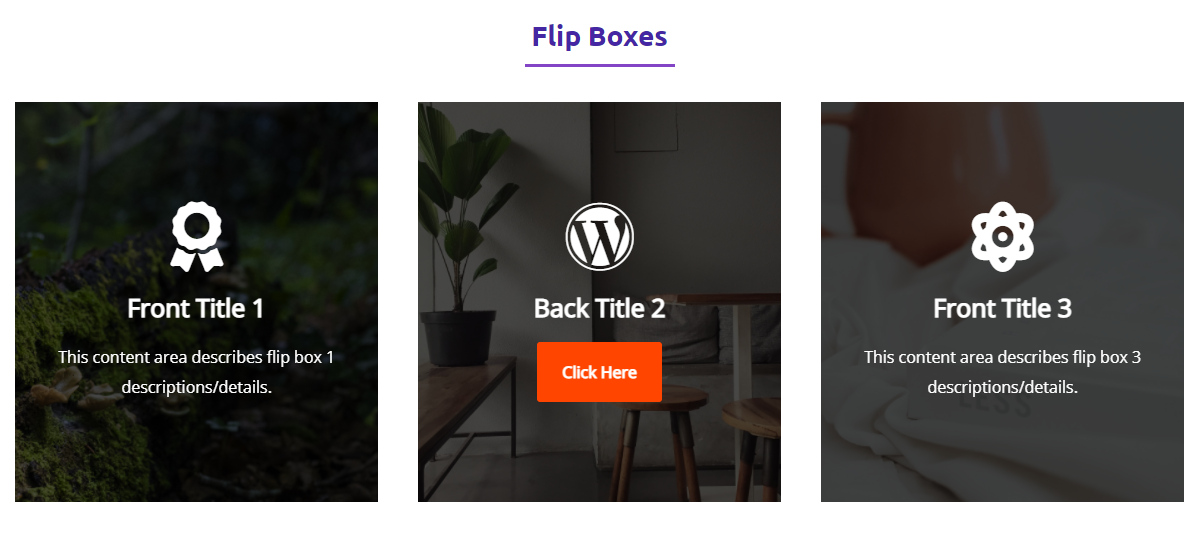 Flip Boxes
Front Title 1
This content area describes flip box 1
descriptions/details.
Back Title 2
Click Here
Front Title 3
This content area describes flip box 3
descriptions/details.